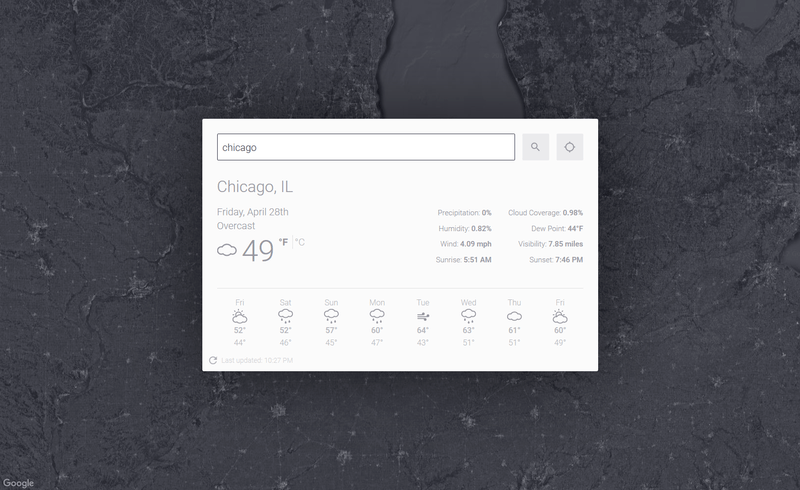 chicago
Chicago, IL
Friday, April 28th
Overcast
49 °F °C
Precipitation: 0%
Cloud Coverage: 0.98%
Humidity: 0.82%
Dew Point: 44°F
Wind: 4.09 mph
Visibility: 7.85 miles
Sunrise: 5:51 AM
Sunset: 7:46 PM
Fri Sat Sun Mon Tue Wed Thu Fri
52° 52° 57° 60° 64° 63° 61° 60°
44° 46° 45° 47° 43° 51° 51° 49°
Last updated: 10:27 PM
Google